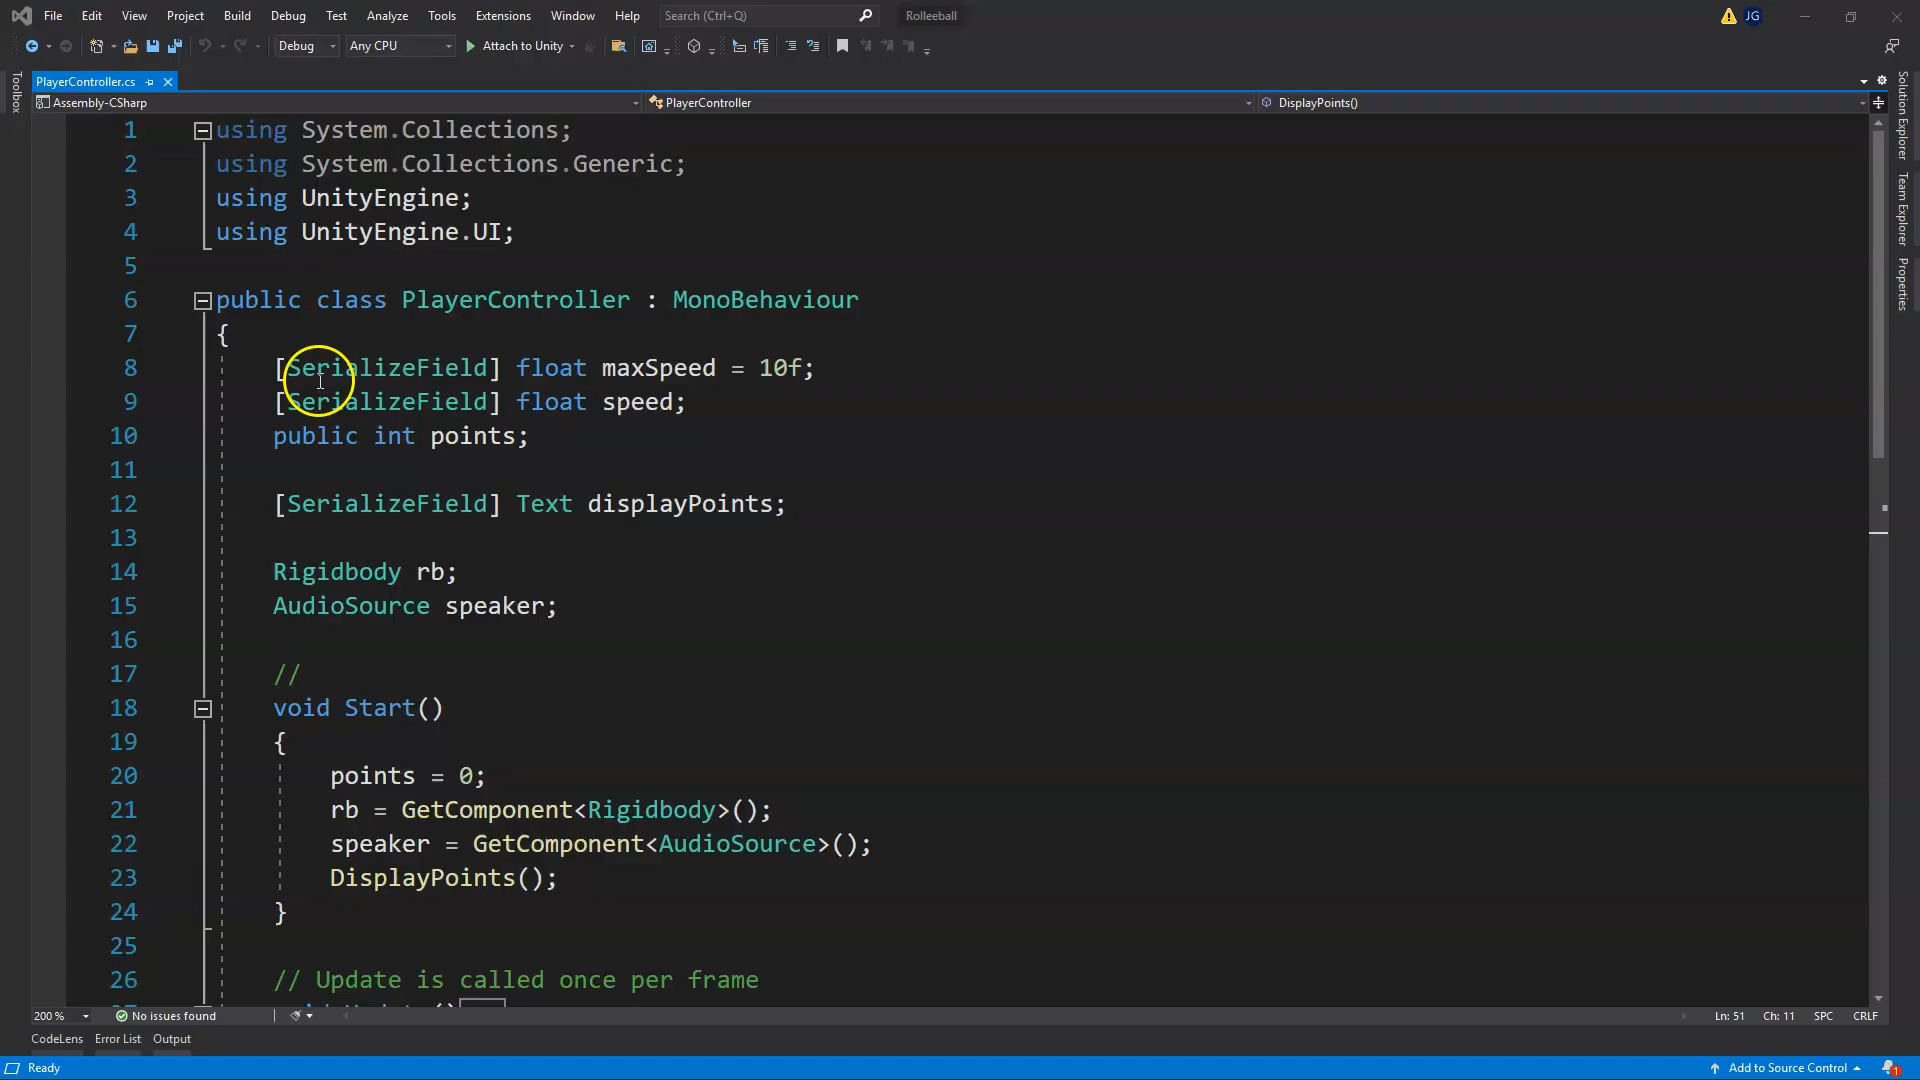 File Edit View Project Build Debug Test Analyze Tools Extensions Window Help Search (Ctrl+Q) Rolleeball JG
Debug Any CPU Attach to Unity
PlayerController.cs
Assembly-CSharp PlayerController DisplayPoints()
Toolbox
Solution Explorer
Team Explorer
Properties
1 using System.Collections;
2 using System.Collections.Generic;
3 using UnityEngine;
4 using UnityEngine.UI;
5
6 public class PlayerController : MonoBehaviour
7 {
8 [SerializeField] float maxSpeed = 10f;
9 [SerializeField] float speed;
10 public int points;
11
12 [SerializeField] Text displayPoints;
13
14 Rigidbody rb;
15 AudioSource speaker;
16
17 //
18 void Start()
19 {
20 points = 0;
21 rb = GetComponent<Rigidbody>();
22 speaker = GetComponent<AudioSource>();
23 DisplayPoints();
24 }
25
26 // Update is called once per frame
200 % No issues found Ln: 51 Ch: 11 SPC CRLF
CodeLens Error List Output
Ready Add to Source Control 1